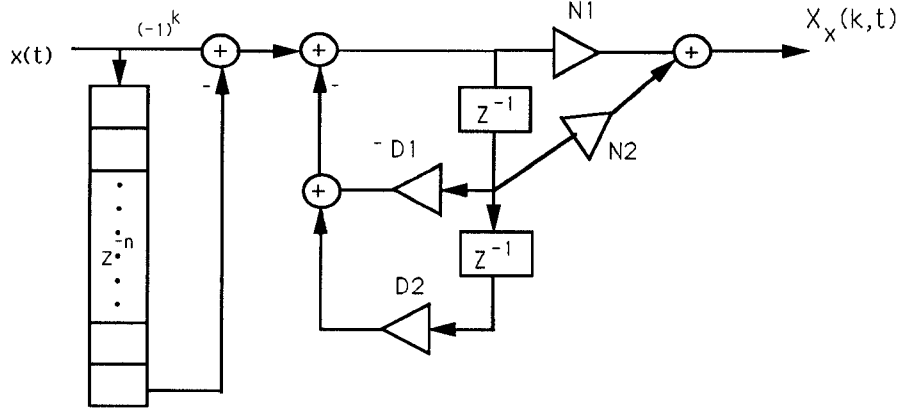 N1
X_x(k,t)
(-1)^k
x(t)
+
+
+
-
-
Z^-1
N2
- D1
+
Z^-n
Z^-1
D2